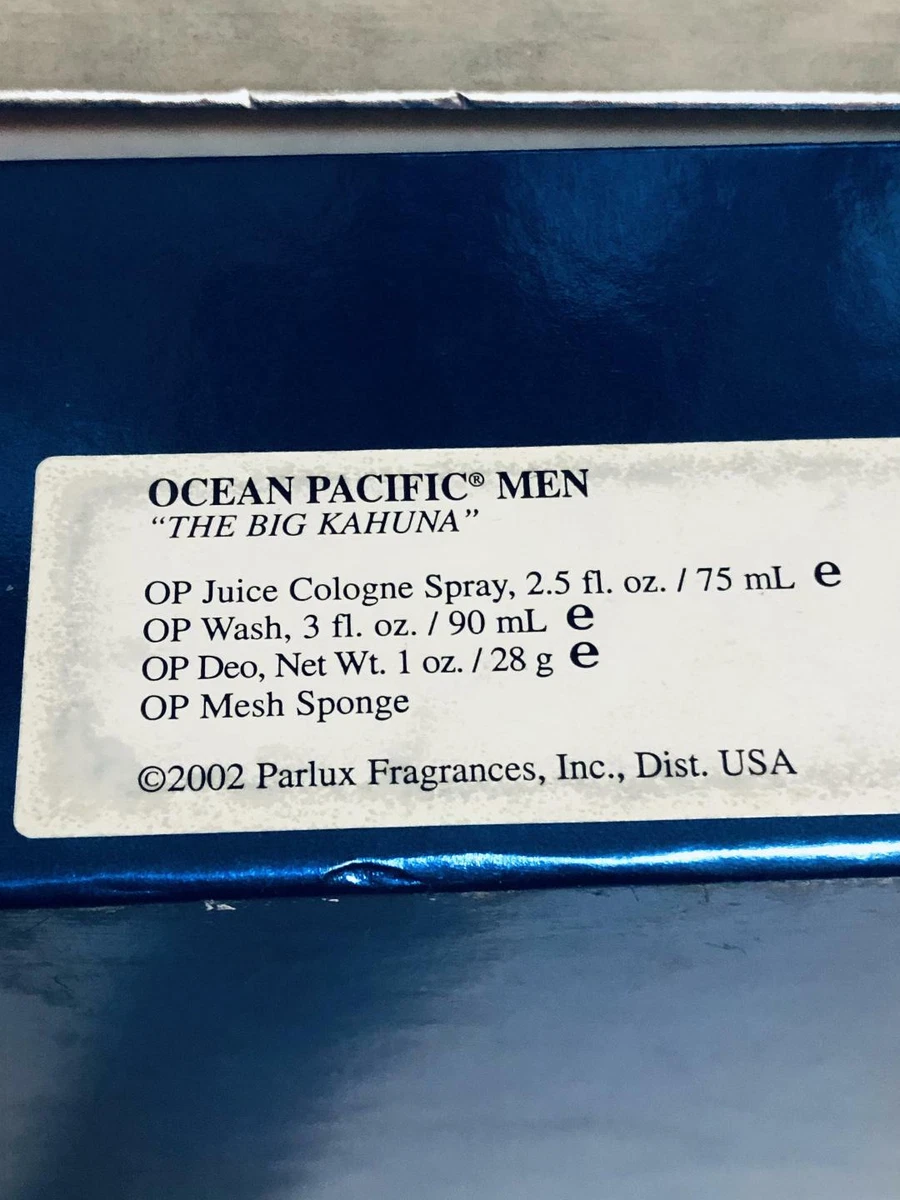 OCEAN PACIFIC® MEN
“THE BIG KAHUNA”
OP Juice Cologne Spray, 2.5 fl. oz. / 75 mL ℮
OP Wash, 3 fl. oz. / 90 mL ℮
OP Deo, Net Wt. 1 oz. / 28 g ℮
OP Mesh Sponge
©2002 Parlux Fragrances, Inc., Dist. USA